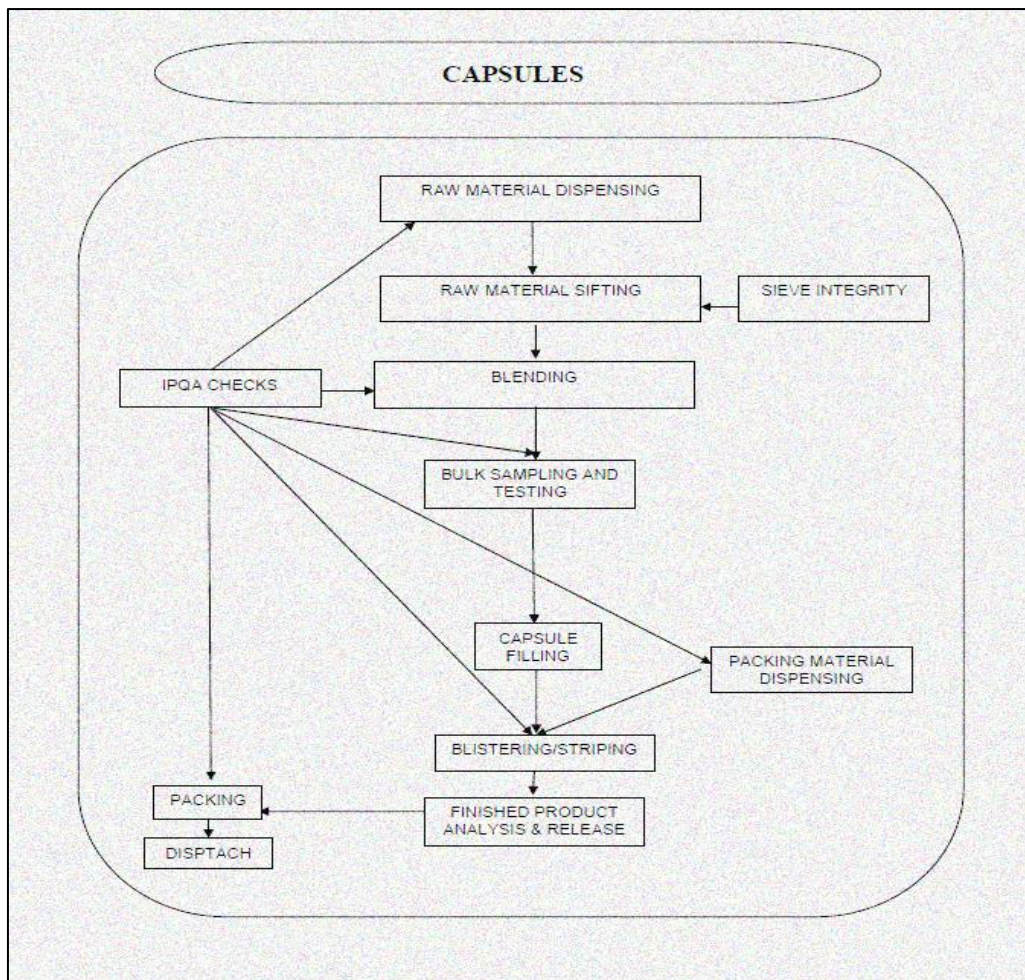 CAPSULES
RAW MATERIAL DISPENSING
RAW MATERIAL SIFTING
SIEVE INTEGRITY
IPQA CHECKS
BLENDING
BULK SAMPLING AND
TESTING
CAPSULE
FILLING
PACKING MATERIAL
DISPENSING
BLISTERING/STRIPING
PACKING
FINISHED PRODUCT
ANALYSIS & RELEASE
DISPTACH